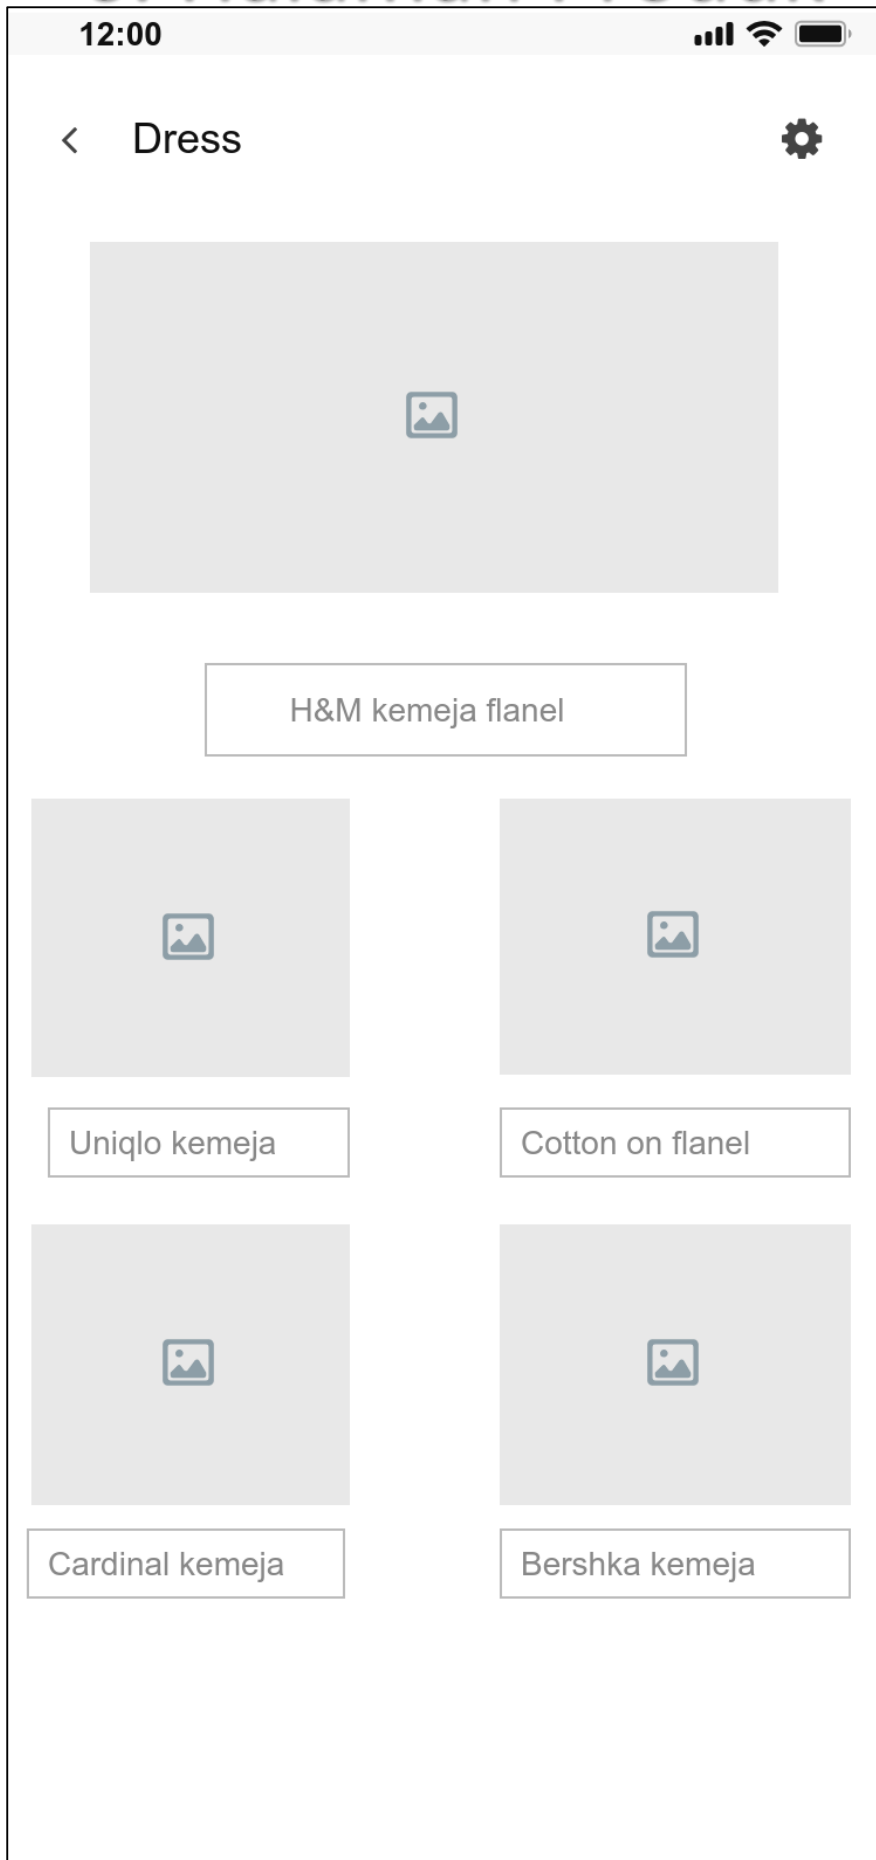 12:00
Dress
H&M kemeja flanel
Uniqlo kemeja
Cotton on flanel
Cardinal kemeja
Bershka kemeja